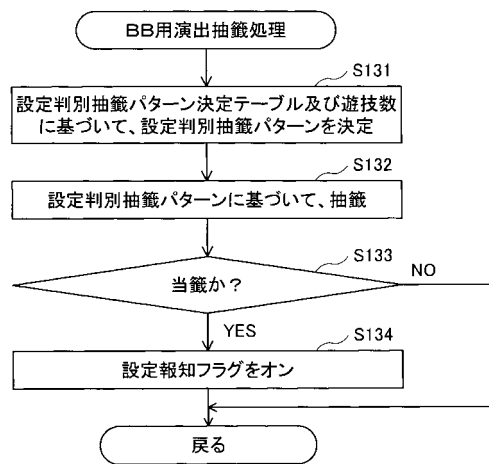 BB用演出抽籤処理
S131
設定判別抽籤パターン決定テーブル及び遊技数
に基づいて、設定判別抽籤パターンを決定
S132
設定判別抽籤パターンに基づいて、抽籤
S133
当籤か？
NO
YES
S134
設定報知フラグをオン
戻る